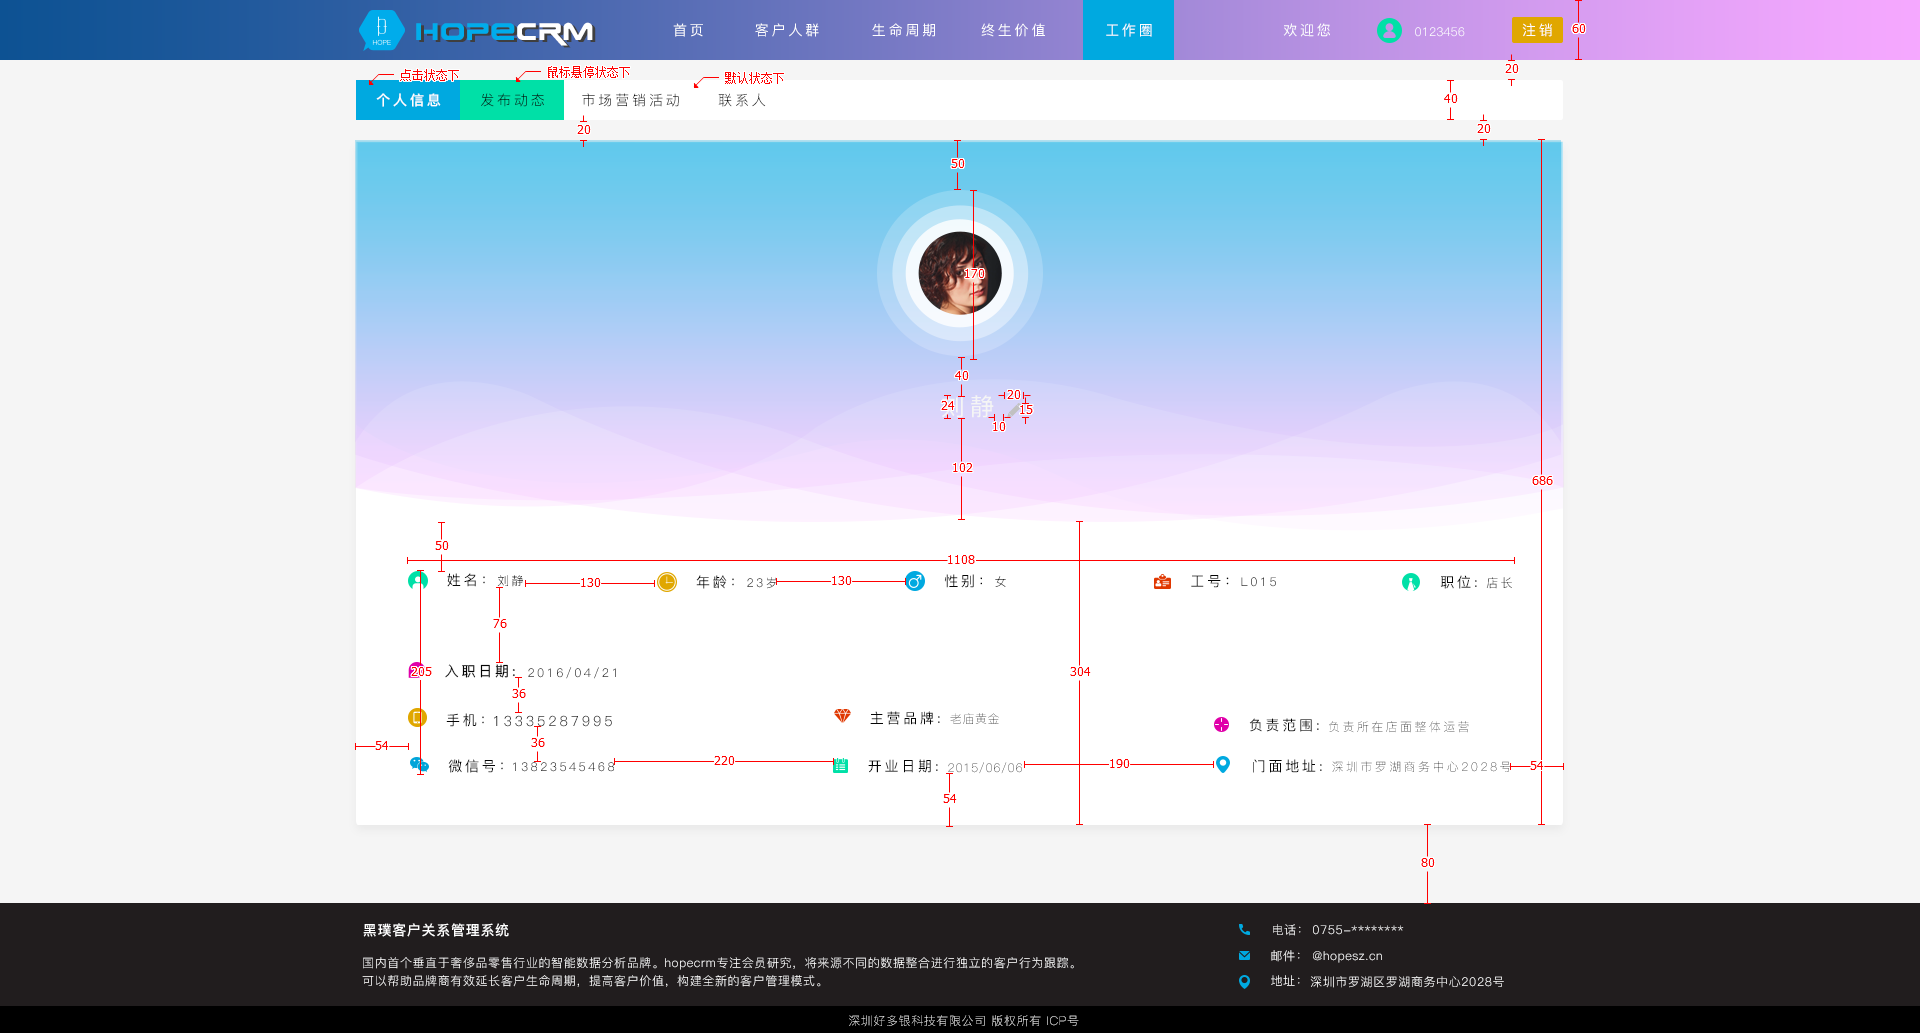 HOPE HOPECRM 首页 客户人群 生命周期 终生价值 工作圈 欢迎您 0123456 注销 60
20
点击状态下 鼠标悬停状态下 默认状态下
个人信息 发布动态 市场营销活动 联系人 40
20 20
50
170
40
24 刘静 20 15
10
102
686
50
1108
姓名：刘静 130 年龄：23岁 130 性别：女 工号：L015 职位：店长
76
205 入职日期：2016/04/21 304
36
手机：13335287995 主营品牌：老庙黄金 负责范围：负责所在店面整体运营
54 36
微信号：13823545468 220 开业日期：2015/06/06 190 门面地址：深圳市罗湖商务中心2028号 54
54
80
黑璞客户关系管理系统
国内首个垂直于奢侈品零售行业的智能数据分析品牌。hopecrm专注会员研究，将来源不同的数据整合进行独立的客户行为跟踪。
可以帮助品牌商有效延长客户生命周期，提高客户价值，构建全新的客户管理模式。
电话： 0755-********
邮件： @hopesz.cn
地址： 深圳市罗湖区罗湖商务中心2028号
深圳好多银科技有限公司 版权所有 ICP号